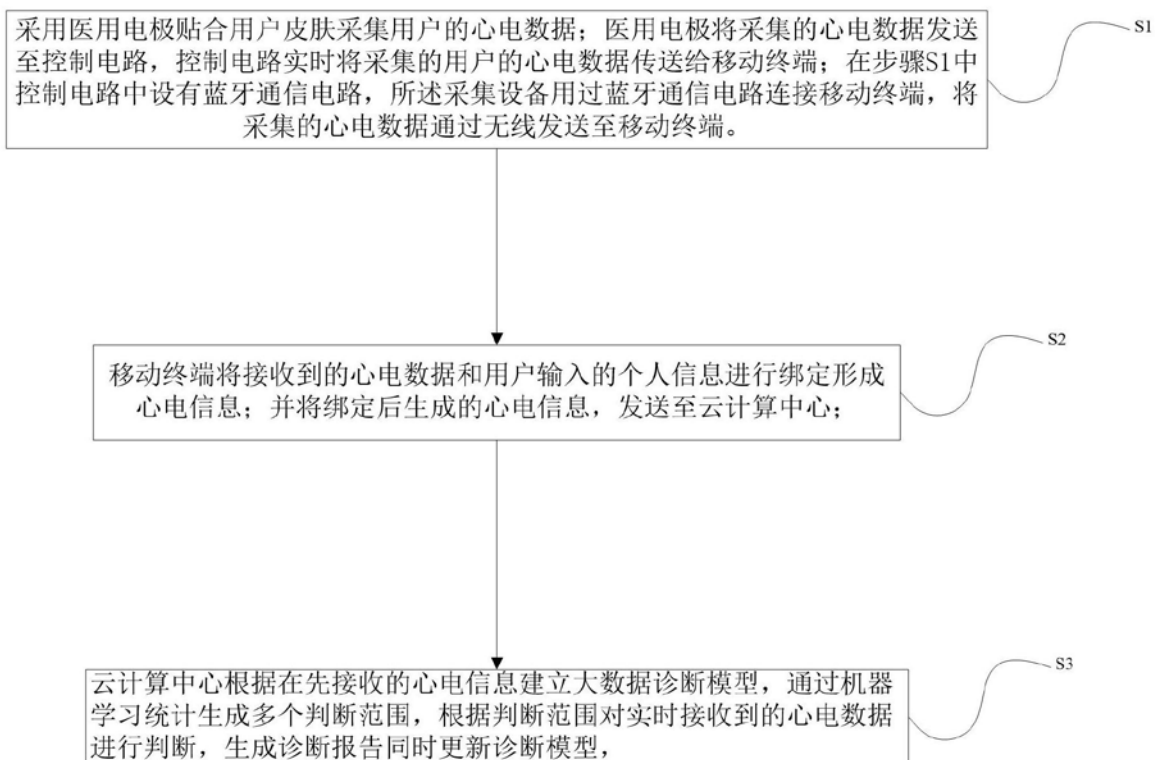 采用医用电极贴合用户皮肤采集用户的心电数据；医用电极将采集的心电数据发送
至控制电路，控制电路实时将采集的用户的心电数据传送给移动终端；在步骤S1中
控制电路中设有蓝牙通信电路，所述采集设备用过蓝牙通信电路连接移动终端，将
采集的心电数据通过无线发送至移动终端。
S1
移动终端将接收到的心电数据和用户输入的个人信息进行绑定形成
心电信息；并将绑定后生成的心电信息，发送至云计算中心；
S2
云计算中心根据在先接收的心电信息建立大数据诊断模型，通过机器
学习统计生成多个判断范围，根据判断范围对实时接收到的心电数据
进行判断，生成诊断报告同时更新诊断模型，
S3